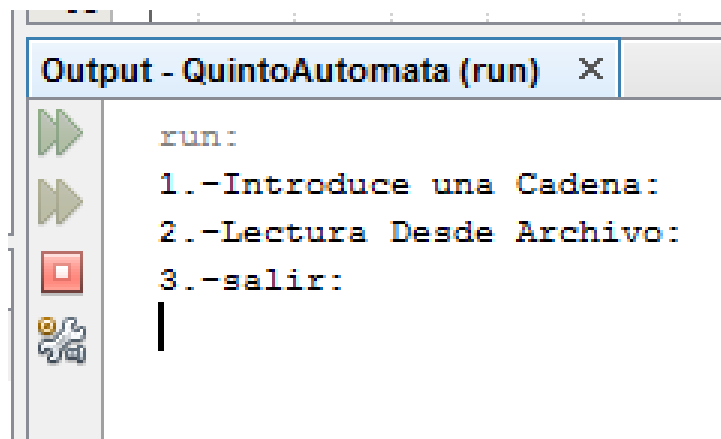 Output - QuintoAutomata (run)
run:
1.-Introduce una Cadena:
2.-Lectura Desde Archivo:
3.-salir: